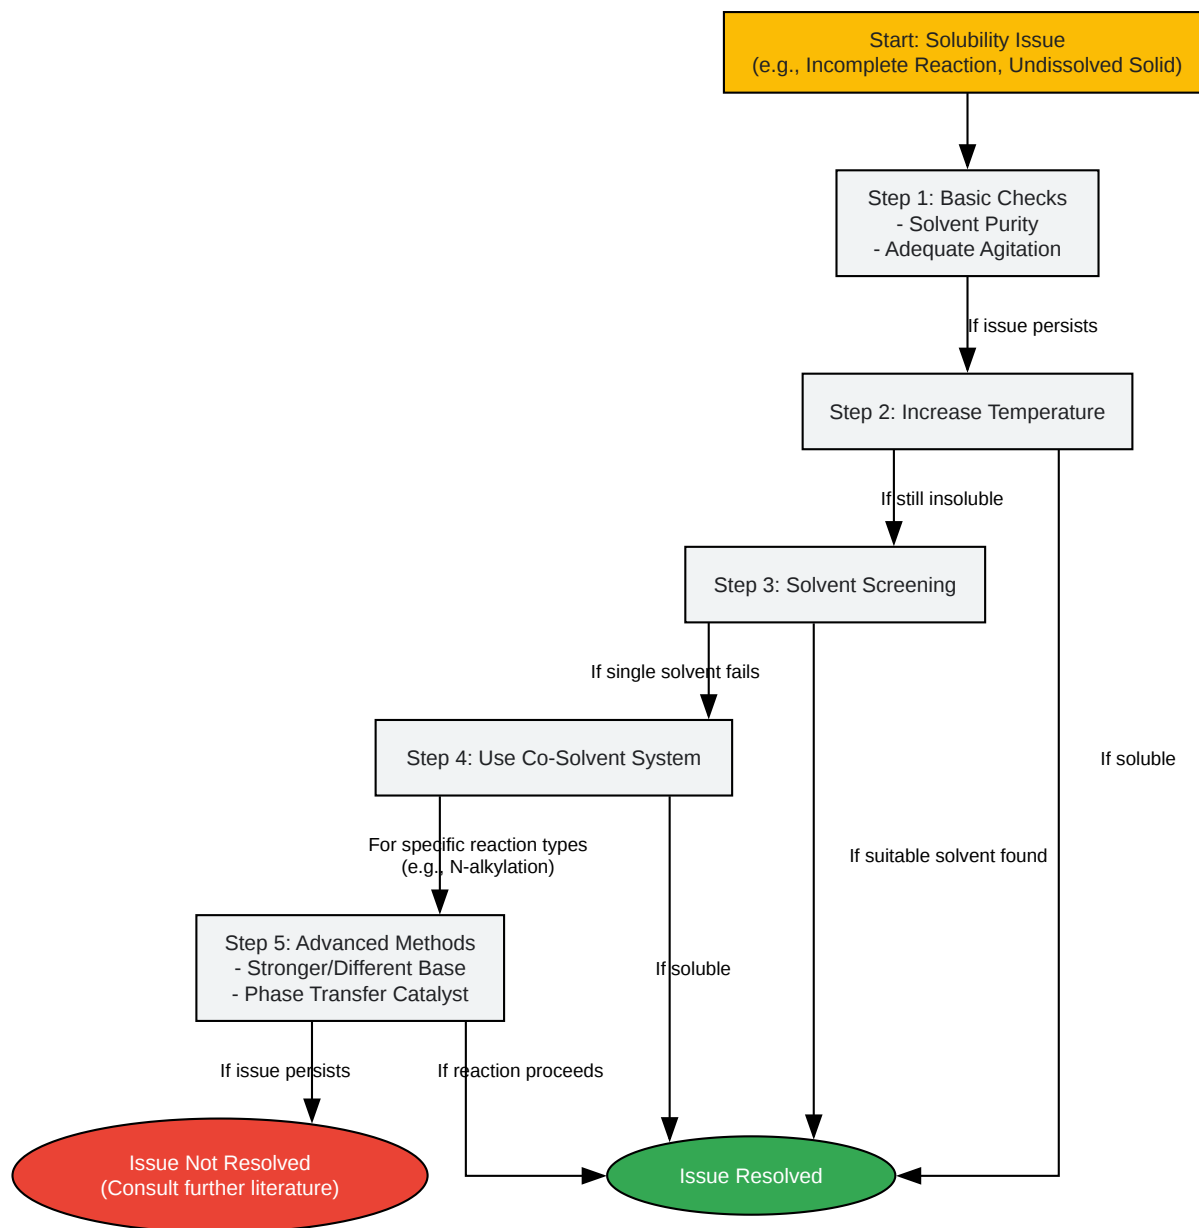 Start: Solubility Issue
(e.g., Incomplete Reaction, Undissolved Solid)
Step 1: Basic Checks
- Solvent Purity
- Adequate Agitation
If issue persists
Step 2: Increase Temperature
If still insoluble
Step 3: Solvent Screening
If single solvent fails
Step 4: Use Co-Solvent System
If soluble
For specific reaction types
(e.g., N-alkylation)
If suitable solvent found
Step 5: Advanced Methods
- Stronger/Different Base
- Phase Transfer Catalyst
If soluble
If issue persists
If reaction proceeds
Issue Not Resolved
(Consult further literature)
Issue Resolved